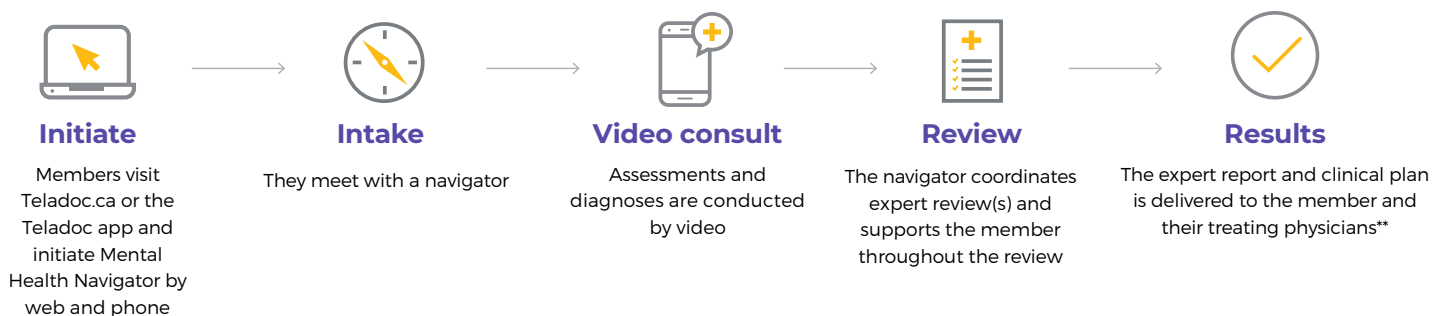 Initiate
Members visit
Teladoc.ca or the
Teladoc app and
initiate Mental
Health Navigator by
web and phone
Intake
They meet with a navigator
Video consult
Assessments and
diagnoses are conducted
by video
Review
The navigator coordinates
expert review(s) and
supports the member
throughout the review
Results
The expert report and clinical plan
is delivered to the member and
their treating physicians**